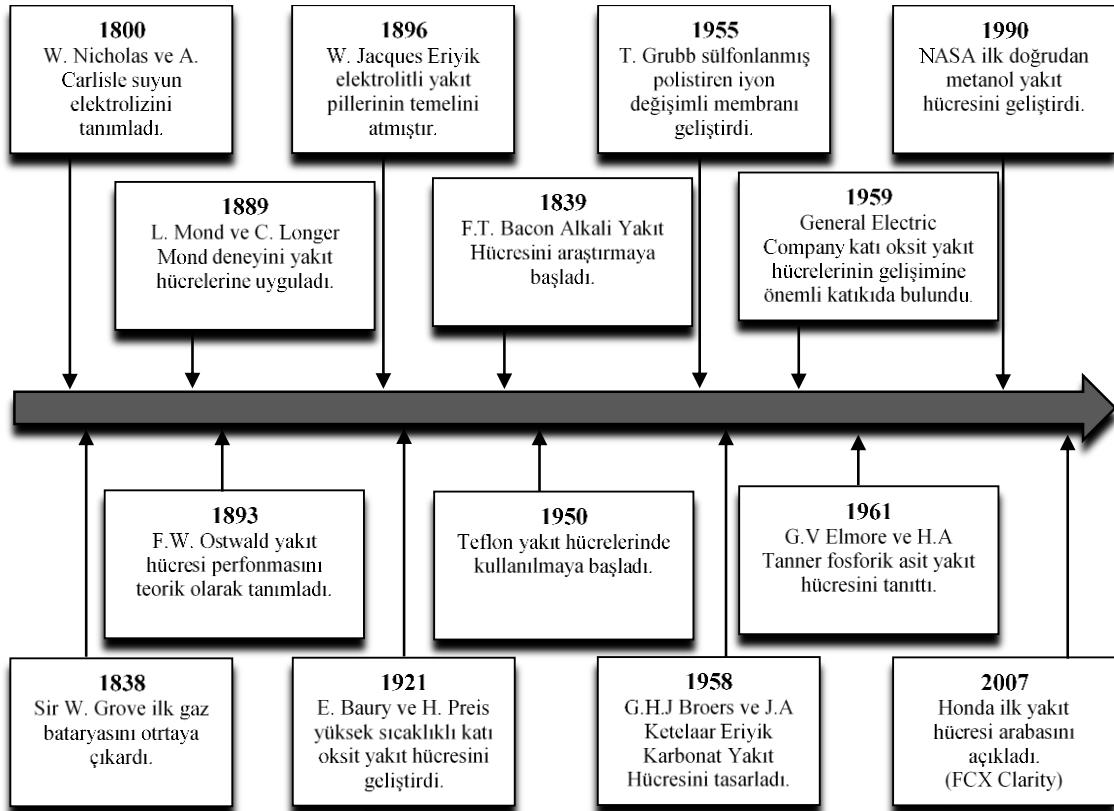 1800
W. Nicholas ve A.
Carlisle suyun
elektrolizini
tanımladı.
1896
W. Jacques Eriyik
elektrolitli yakıt
pillerinin temelini
atmıştır.
1955
T. Grubb sülfonlanmış
polistiren iyon
değişimli membranı
geliştirdi.
1990
NASA ilk doğrudan
metanol yakıt
hücresini geliştirdi.
1889
L. Mond ve C. Longer
Mond deneyini yakıt
hücrelerine uyguladı.
1839
F.T. Bacon Alkali Yakıt
Hücresini araştırmaya
başladı.
1959
General Electric
Company katı oksit yakıt
hücrelerinin gelişimine
önemli katıkıda bulundu.
1893
F.W. Ostwald yakıt
hücresi perfonmasını
teorik olarak tanımladı.
1950
Teflon yakıt hücrelerinde
kullanılmaya başladı.
1961
G.V Elmore ve H.A
Tanner fosforik asit yakıt
hücresini tanıttı.
1838
Sir W. Grove ilk gaz
bataryasını otrtaya
çıkardı.
1921
E. Baury ve H. Preis
yüksek sıcaklıklı katı
oksit yakıt hücresini
geliştirdi.
1958
G.H.J Broers ve J.A
Ketelaar Eriyik
Karbonat Yakıt
Hücresini tasarladı.
2007
Honda ilk yakıt
hücresi arabasını
açıkladı.
(FCX Clarity)